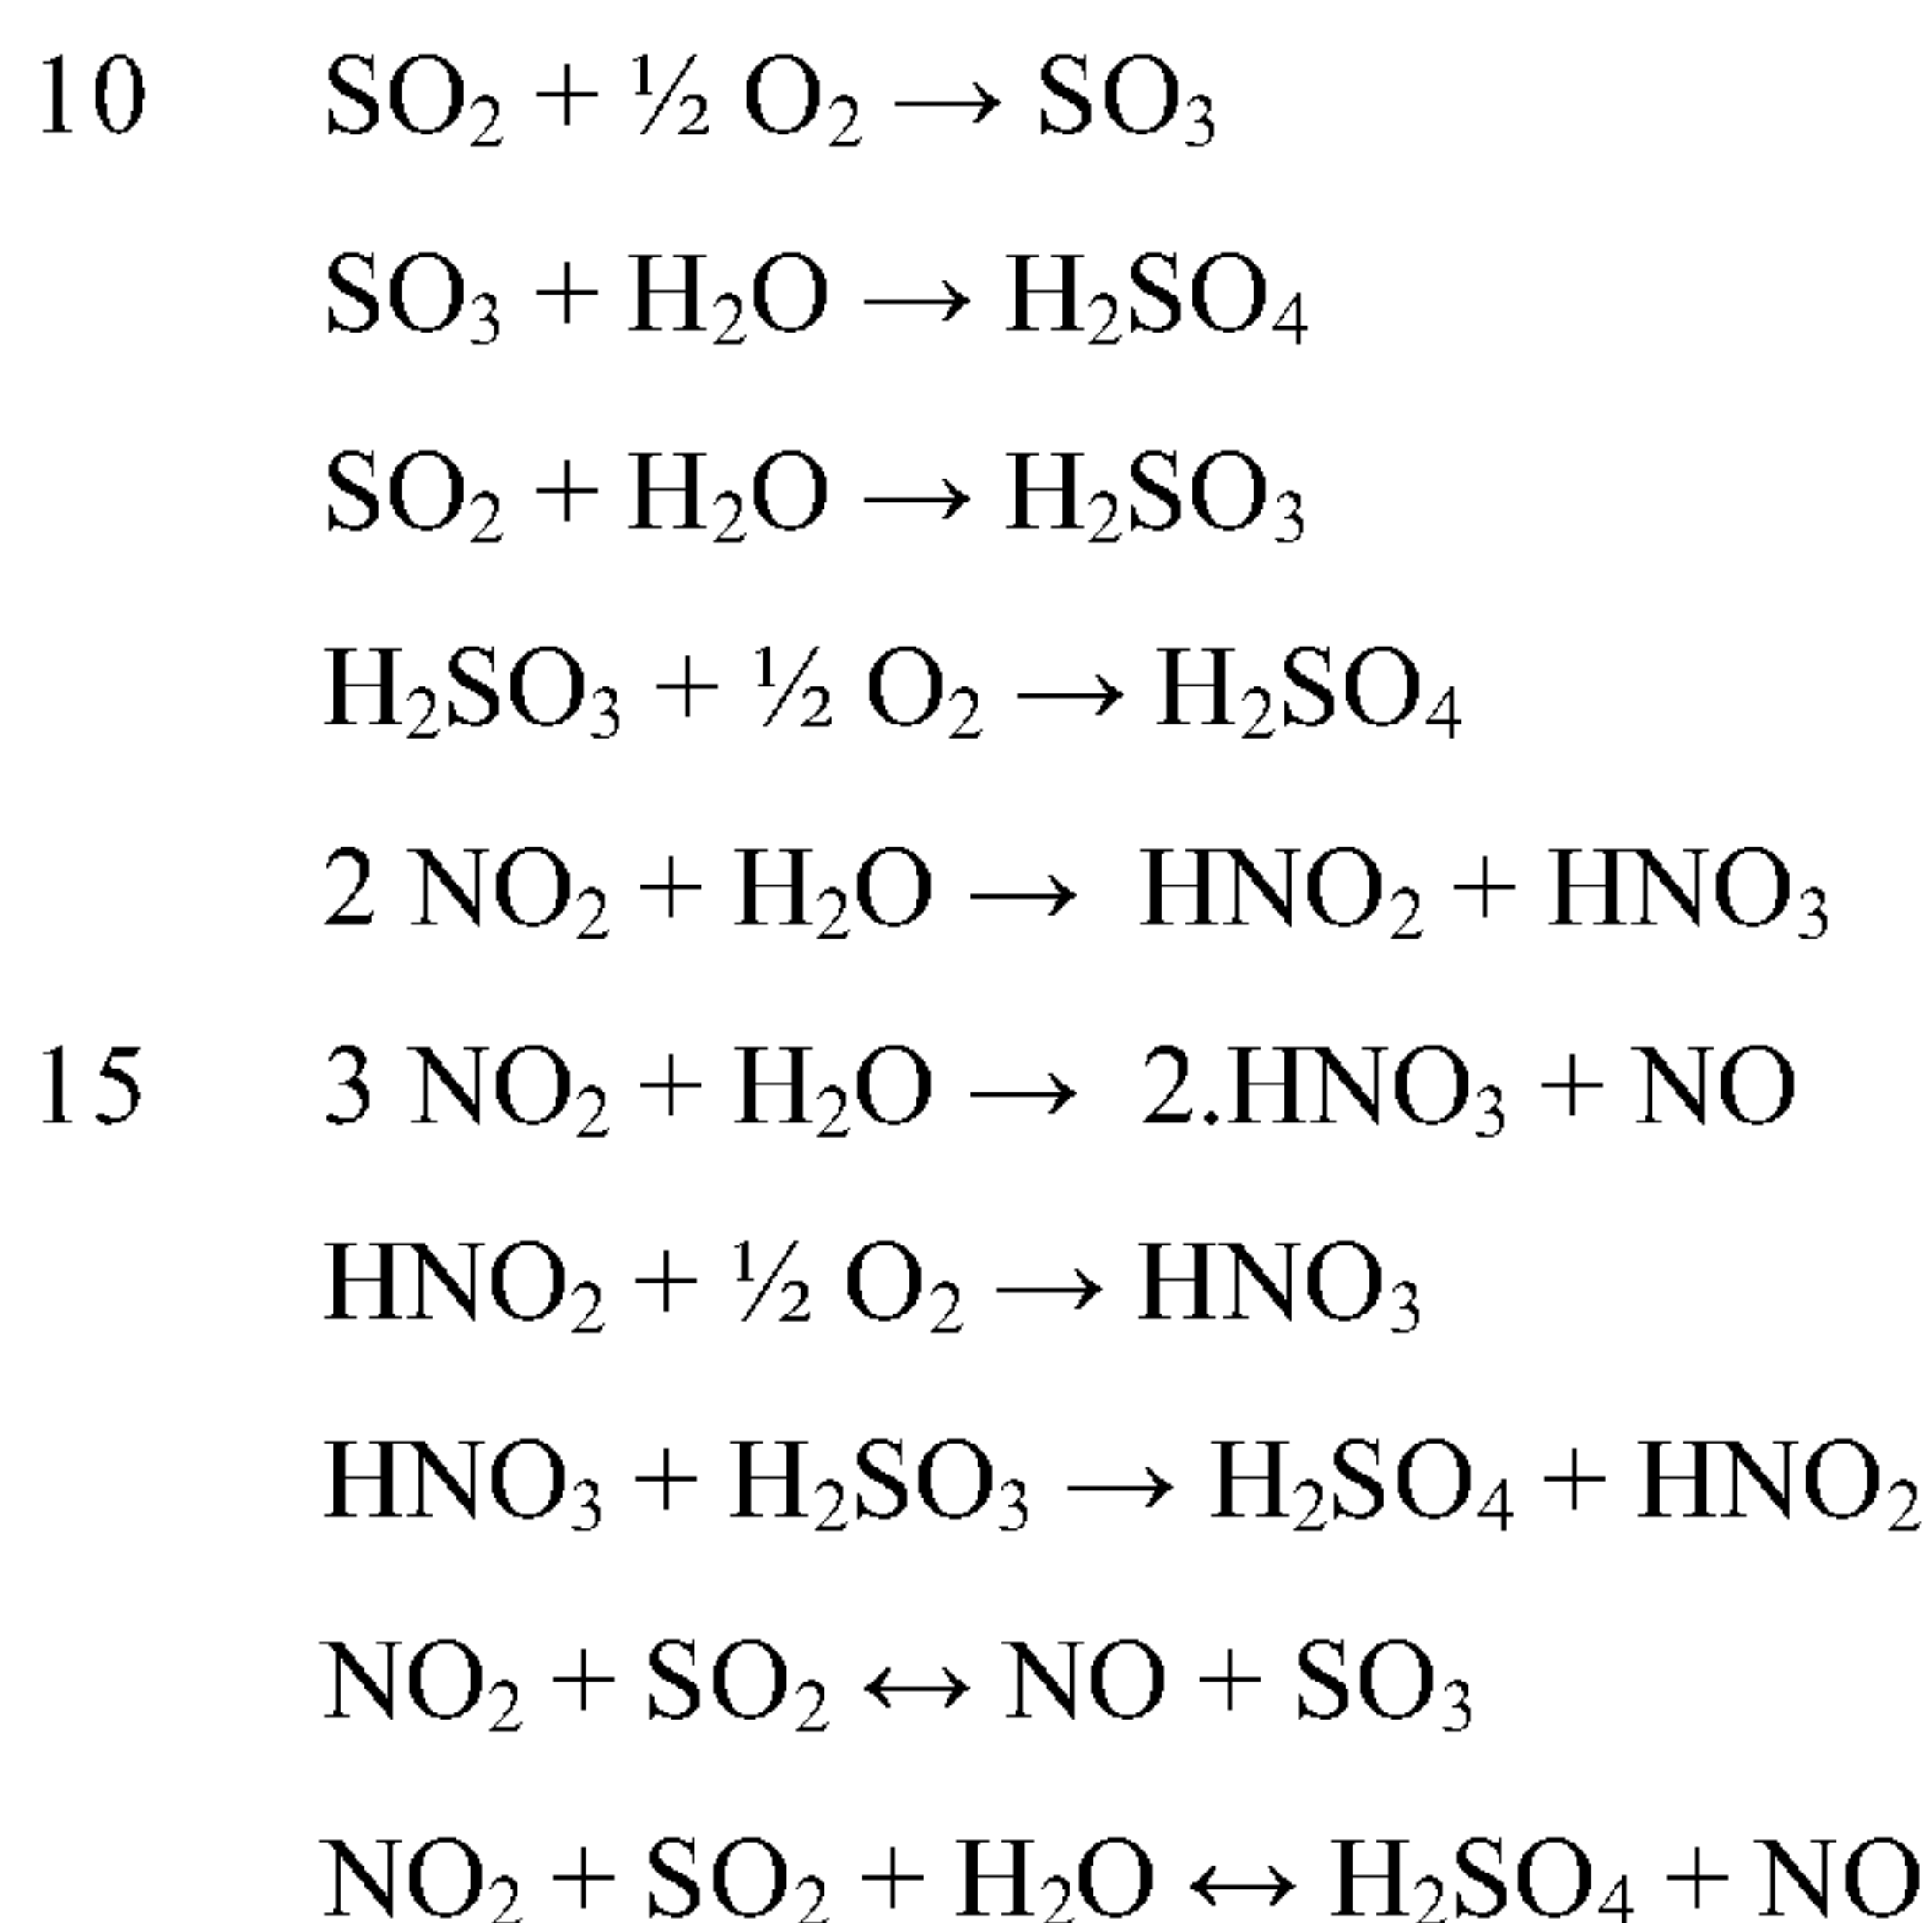 10 SO₂ + ½ O₂ → SO₃
SO₃ + H₂O → H₂SO₄
SO₂ + H₂O → H₂SO₃
H₂SO₃ + ½ O₂ → H₂SO₄
2 NO₂ + H₂O → HNO₂ + HNO₃
15 3 NO₂ + H₂O → 2.HNO₃ + NO
HNO₂ + ½ O₂ → HNO₃
HNO₃ + H₂SO₃ → H₂SO₄ + HNO₂
NO₂ + SO₂ ↔ NO + SO₃
NO₂ + SO₂ + H₂O ↔ H₂SO₄ + NO